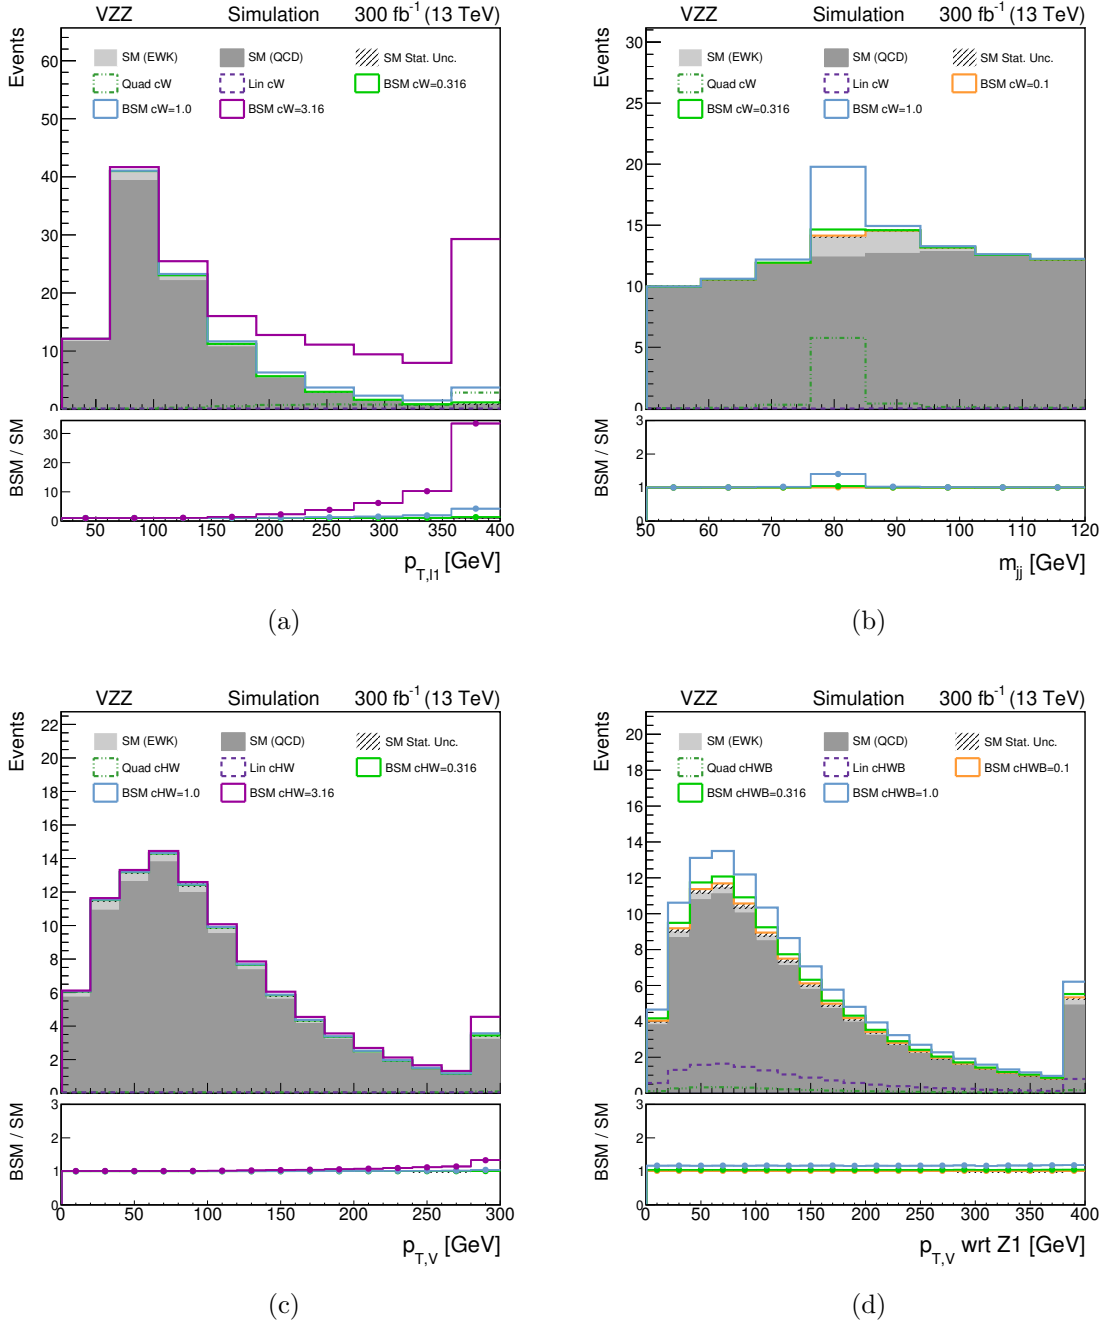 VZZ Simulation 300 fb-1 (13 TeV)
Events
SM (EWK) SM (QCD) SM Stat. Unc.
Quad cW Lin cW BSM cW=0.316
BSM cW=1.0 BSM cW=3.16
60
50
40
30
20
10
0
BSM / SM
30
20
10
0
50 100 150 200 250 300 350 400
pT,l1 [GeV]
(a)
VZZ Simulation 300 fb-1 (13 TeV)
Events
SM (EWK) SM (QCD) SM Stat. Unc.
Quad cW Lin cW BSM cW=0.1
BSM cW=0.316 BSM cW=1.0
30
25
20
15
10
5
0
BSM / SM
3
2
1
0
50 60 70 80 90 100 110 120
mjj [GeV]
(b)
VZZ Simulation 300 fb-1 (13 TeV)
Events
SM (EWK) SM (QCD) SM Stat. Unc.
Quad cHW Lin cHW BSM cHW=0.316
BSM cHW=1.0 BSM cHW=3.16
22
20
18
16
14
12
10
8
6
4
2
0
BSM / SM
3
2
1
0
0 50 100 150 200 250 300
pT,V [GeV]
(c)
VZZ Simulation 300 fb-1 (13 TeV)
Events
SM (EWK) SM (QCD) SM Stat. Unc.
Quad cHWB Lin cHWB BSM cHWB=0.1
BSM cHWB=0.316 BSM cHWB=1.0
20
18
16
14
12
10
8
6
4
2
0
BSM / SM
3
2
1
0
0 50 100 150 200 250 300 350 400
pT,V wrt Z1 [GeV]
(d)